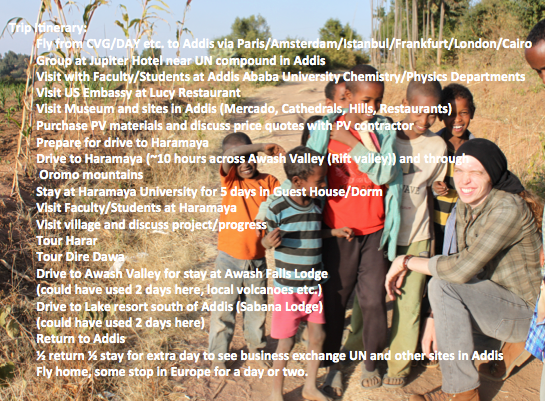 Trip Itinerary:
Fly from CVG/DAY etc. to Addis via Paris/Amsterdam/Istanbul/Frankfurt/London/Cairo
Group at Jupiter Hotel near UN compound in Addis
Visit with Faculty/Students at Addis Ababa University Chemistry/Physics Departments
Visit US Embassy at Lucy Restaurant
Visit Museum and sites in Addis (Mercado, Cathedrals, Hills, Restaurants)
Purchase PV materials and discuss price quotes with PV contractor
Prepare for drive to Haramaya
Drive to Haramaya (~10 hours across Awash Valley (Rift valley)) and through
Oromo mountains
Stay at Haramaya University for 5 days in Guest House/Dorm
Visit Faculty/Students at Haramaya
Visit village and discuss project/progress
Tour Harar
Tour Dire Dawa
Drive to Awash Valley for stay at Awash Falls Lodge
(could have used 2 days here, local volcanoes etc.)
Drive to Lake resort south of Addis (Sabana Lodge)
(could have used 2 days here)
Return to Addis
½ return ½ stay for extra day to see business exchange UN and other sites in Addis
Fly home, some stop in Europe for a day or two.